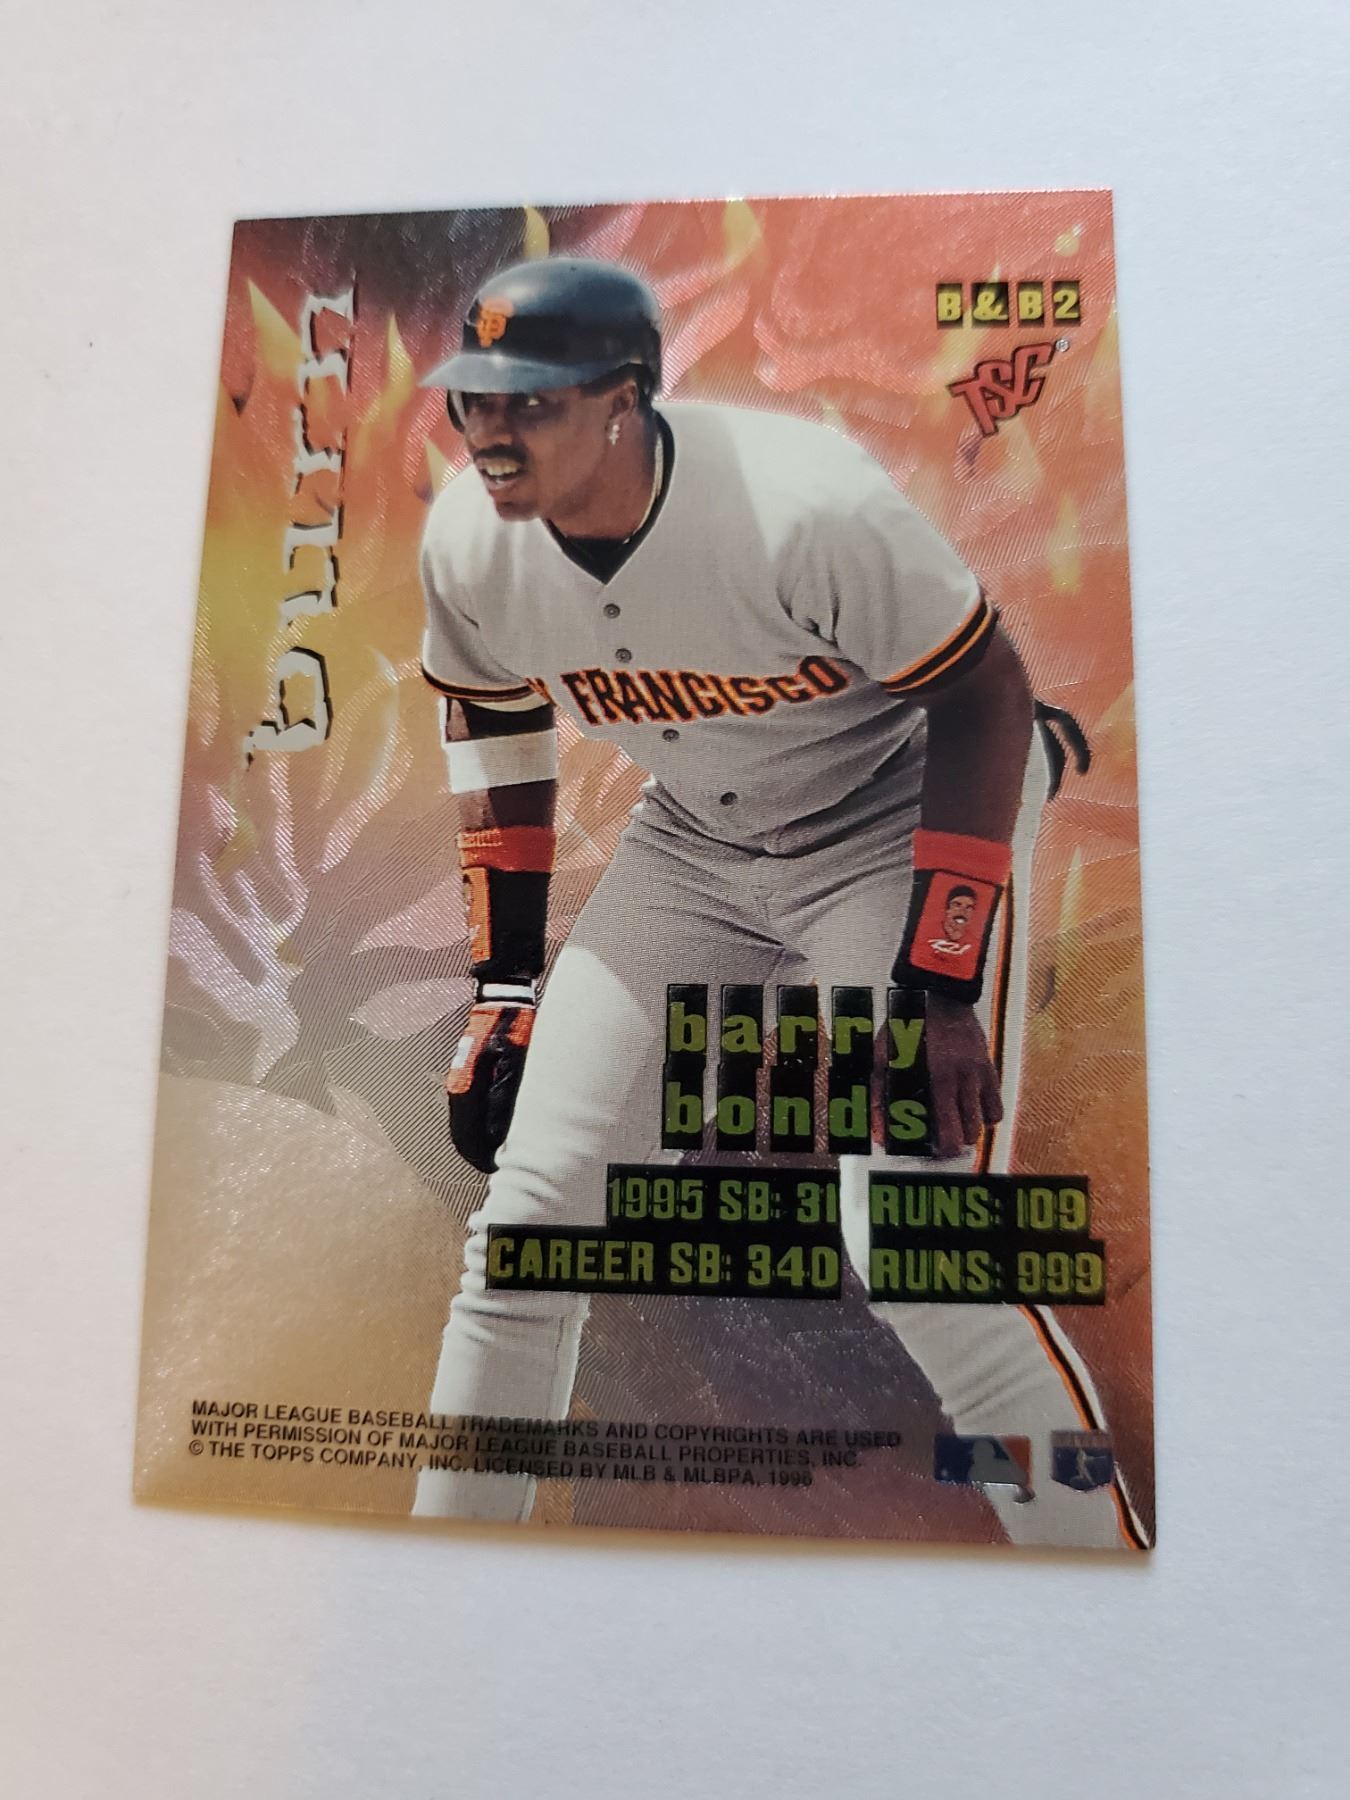 B&B2
TSC®
burn
SF
FRANCISCO
barry
bonds
1995 SB: 31 RUNS: 109
CAREER SB: 340 RUNS: 999
MAJOR LEAGUE BASEBALL TRADEMARKS AND COPYRIGHTS ARE USED
WITH PERMISSION OF MAJOR LEAGUE BASEBALL PROPERTIES, INC.
© THE TOPPS COMPANY, INC. LICENSED BY MLB & MLBPA, 1996